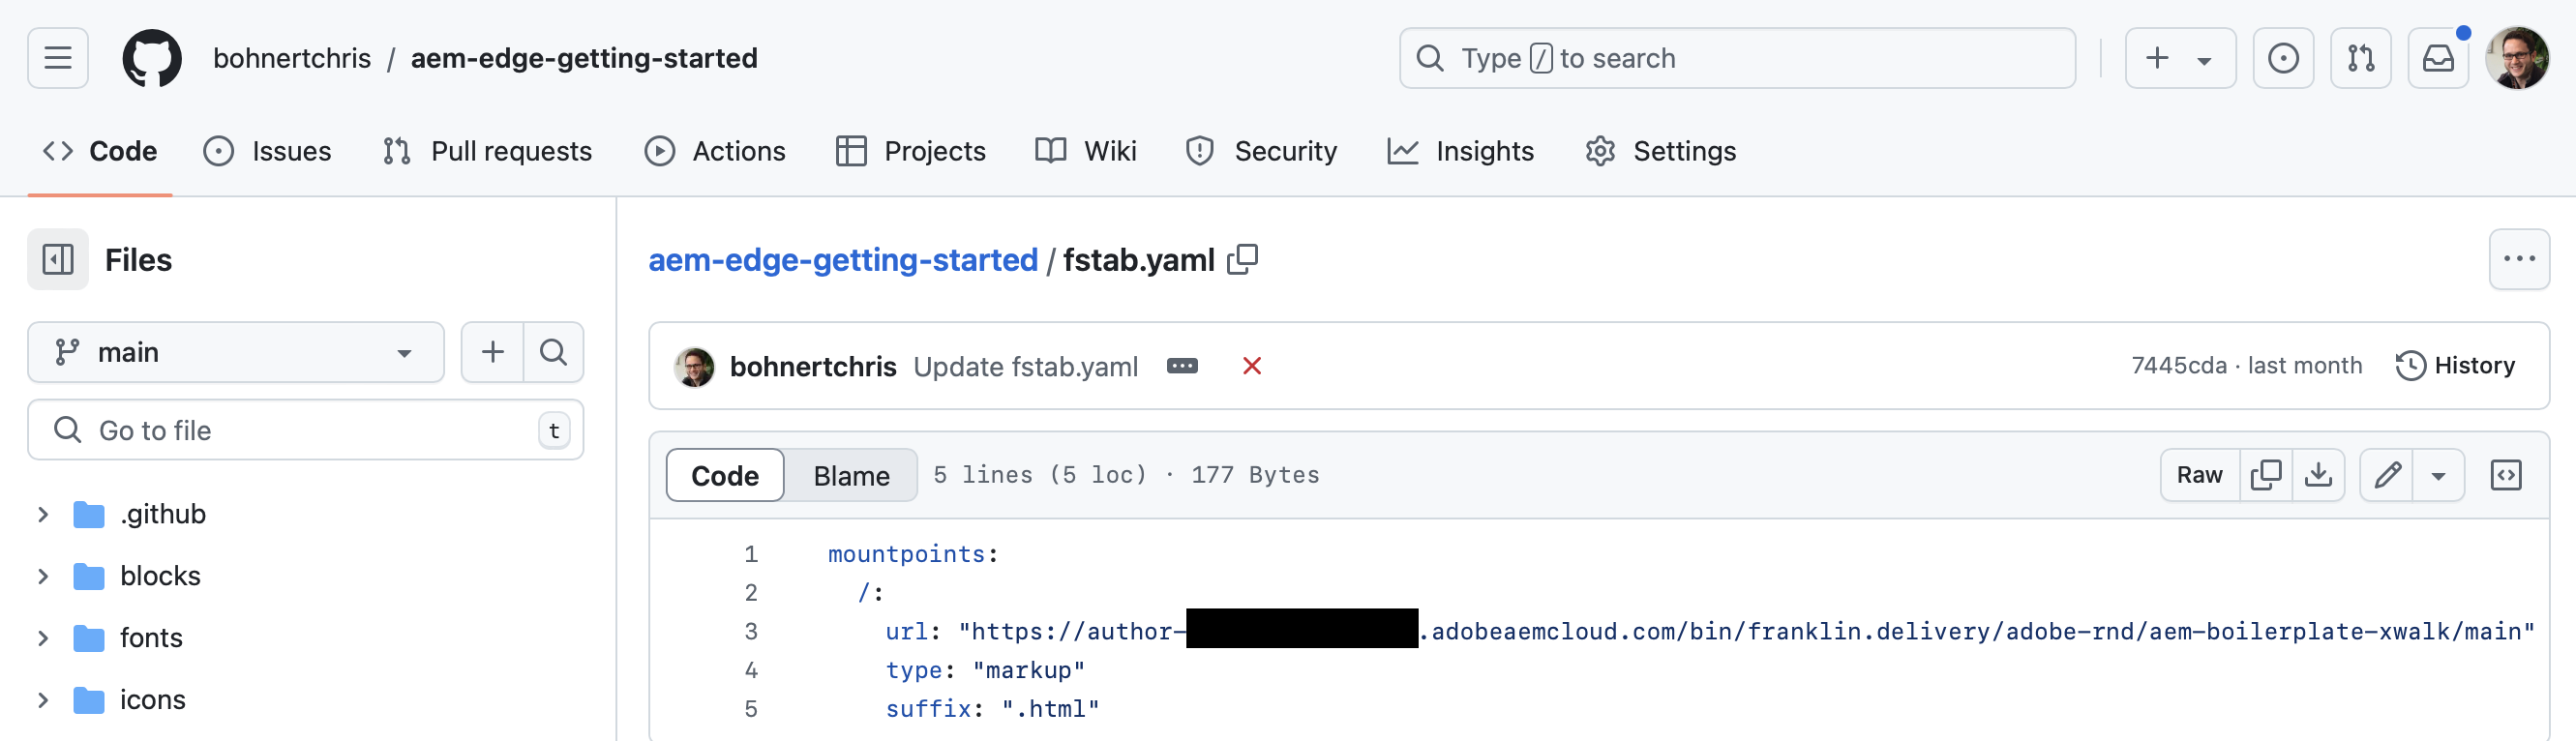 bohnertchris / aem-edge-getting-started
Type / to search
Code Issues Pull requests Actions Projects Wiki Security Insights Settings
Files
main
Go to file t
.github
blocks
fonts
icons
aem-edge-getting-started / fstab.yaml
bohnertchris Update fstab.yaml 7445cda · last month History
Code Blame 5 lines (5 loc) · 177 Bytes Raw
1 mountpoints:
2 /:
3 url: "https://author- .adobeaemcloud.com/bin/franklin.delivery/adobe-rnd/aem-boilerplate-xwalk/main"
4 type: "markup"
5 suffix: ".html"